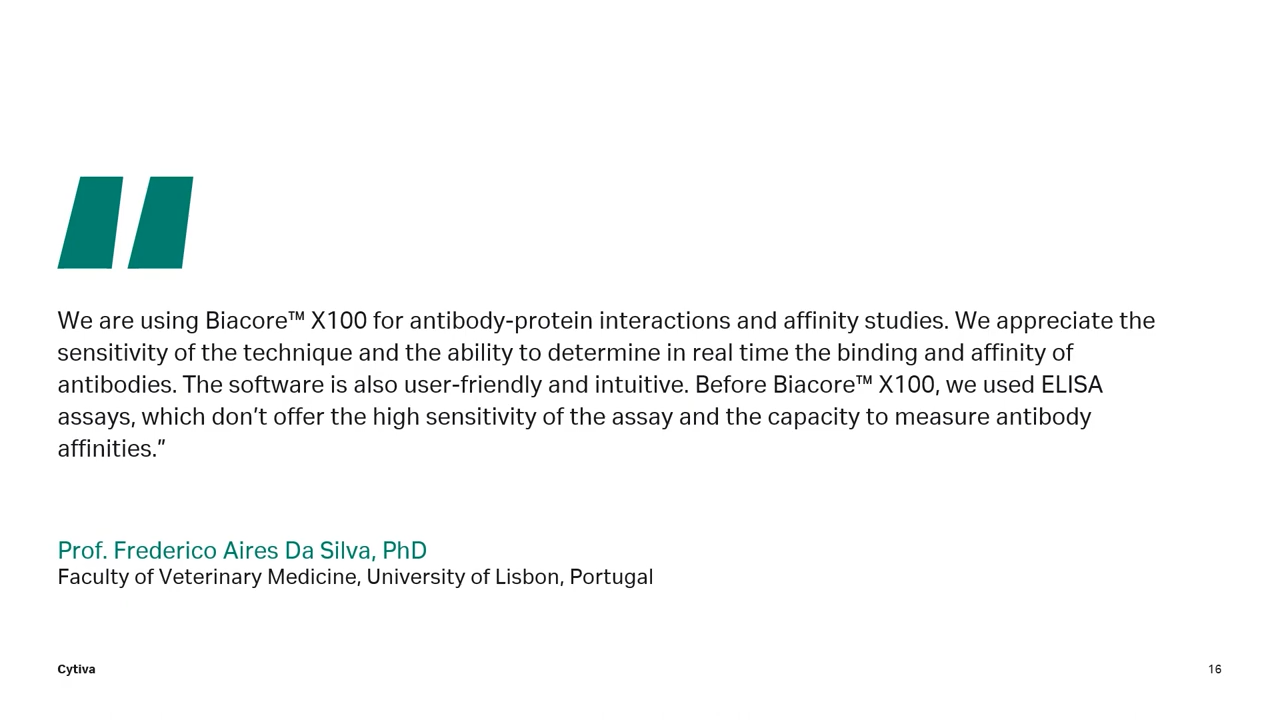 We are using Biacore™ X100 for antibody-protein interactions and affinity studies. We appreciate the
sensitivity of the technique and the ability to determine in real time the binding and affinity of
antibodies. The software is also user-friendly and intuitive. Before Biacore™ X100, we used ELISA
assays, which don’t offer the high sensitivity of the assay and the capacity to measure antibody
affinities.”
Prof. Frederico Aires Da Silva, PhD
Faculty of Veterinary Medicine, University of Lisbon, Portugal
Cytiva
16